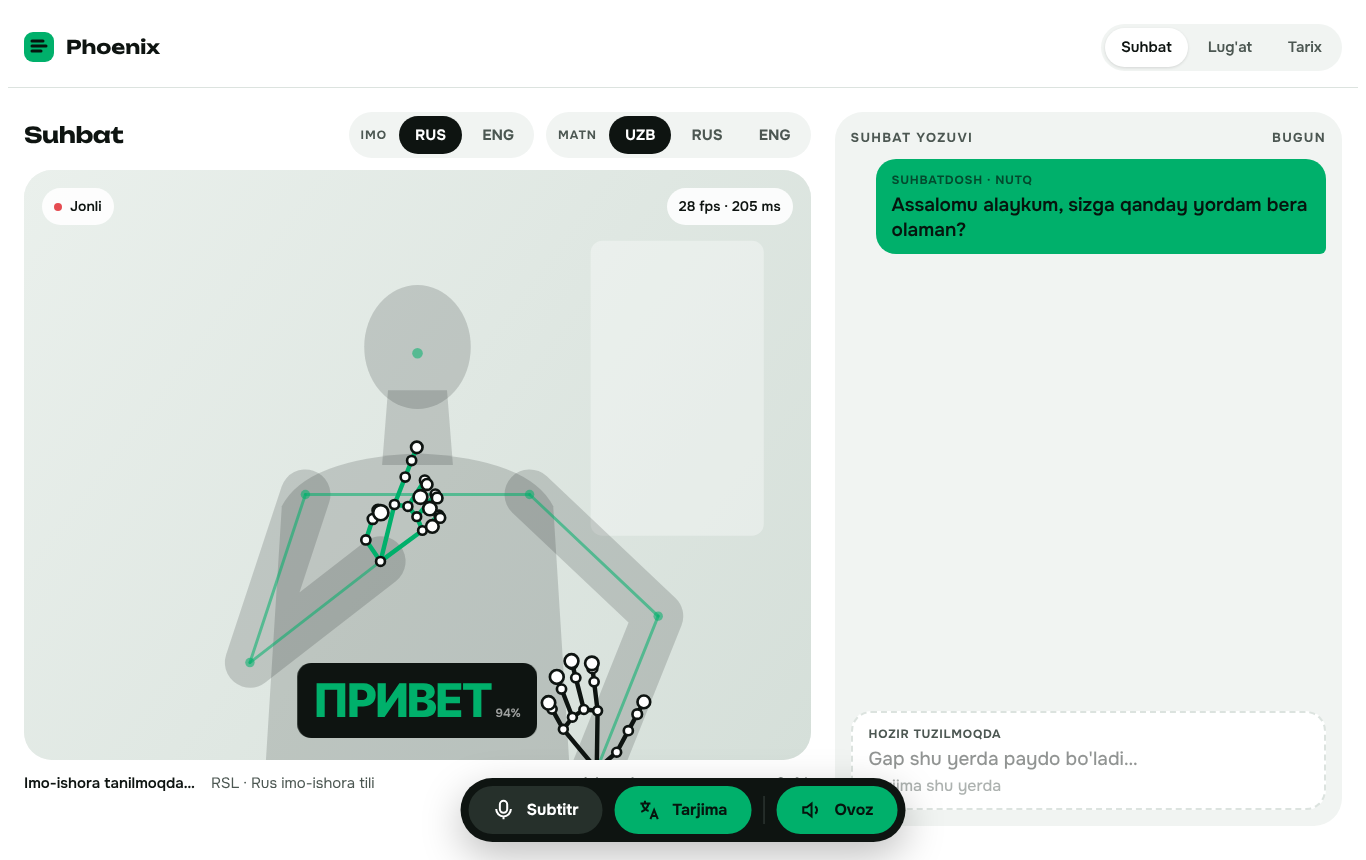 Phoenix
Suhbat Lug'at Tarix
Suhbat
IMO RUS ENG
MATN UZB RUS ENG
Jonli
28 fps · 205 ms
ПРИВЕТ 94%
Imo-ishora tanilmoqda... RSL · Rus imo-ishora tili
SUHBAT YOZUVI BUGUN
SUHBATDOSH · NUTQ
Assalomu alaykum, sizga qanday yordam bera
olaman?
HOZIR TUZILMOQDA
Gap shu yerda paydo bo'ladi...
shu yerda
Subtitr Tarjima Ovoz